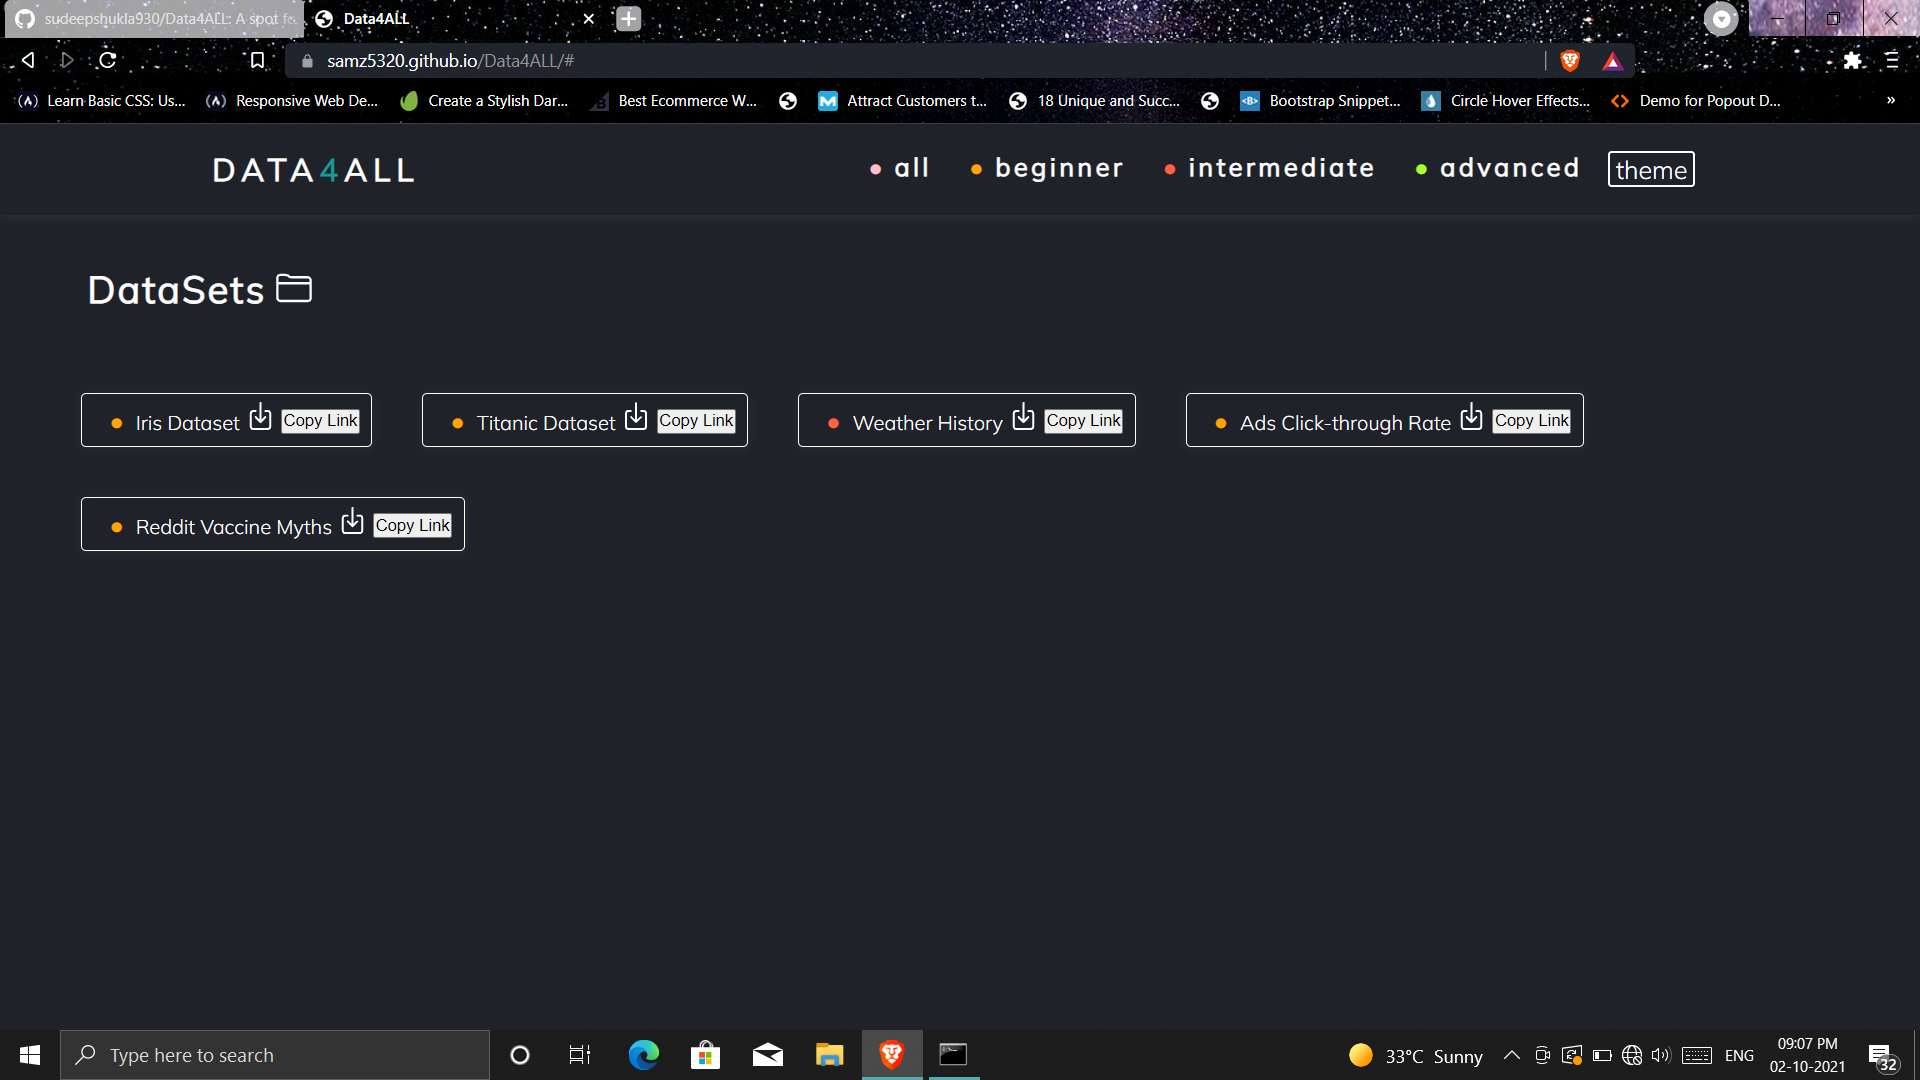 sudeepshukla930/Data4ALL: A spot fo
Data4ALL
samz5320.github.io/Data4ALL/#
Learn Basic CSS: Us... Responsive Web De... Create a Stylish Dar... Best Ecommerce W... Attract Customers t... 18 Unique and Succ... Bootstrap Snippet... Circle Hover Effects... Demo for Popout D... »
DATA4ALL
all beginner intermediate advanced theme
DataSets
Iris Dataset Copy Link
Titanic Dataset Copy Link
Weather History Copy Link
Ads Click-through Rate Copy Link
Reddit Vaccine Myths Copy Link
Type here to search
33°C Sunny
ENG
09:07 PM
02-10-2021
32